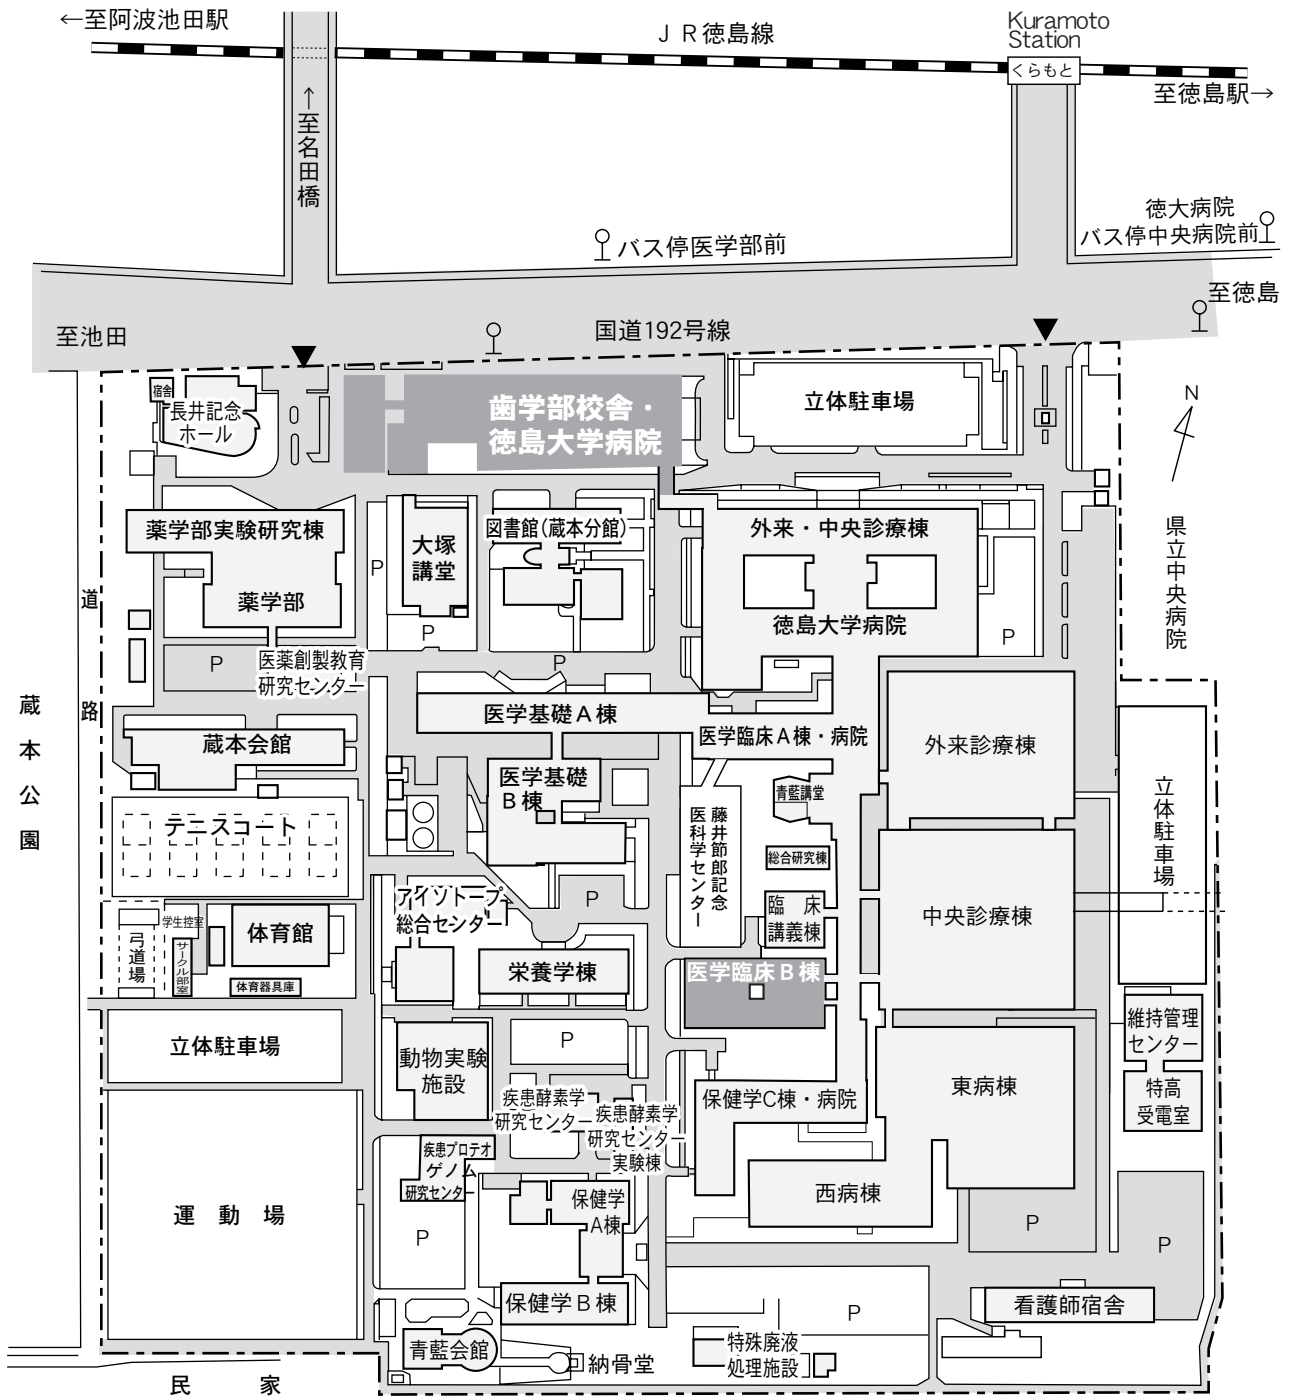 ←至阿波池田駅
JR徳島線
Kuramoto
Station
くらもと
至徳島駅→
←至名田橋
徳大病院
バス停中央病院前
バス停医学部前
至徳島
国道192号線
至池田
宿舎
長井記念
ホール
歯学部校舎・
徳島大学病院
立体駐車場
N
県立中央病院
薬学部実験研究棟
薬学部
大塚
講堂
P
P
図書館(蔵本分館)
外来・中央診療棟
徳島大学病院
P
道路
P
医薬創製教育
研究センター
P
蔵本公園
医学基礎A棟
医学臨床A棟・病院
蔵本会館
外来診療棟
医学基礎
B棟
青藍講堂
藤井節郎記念
医科学センター
立体駐車場
テニスコート
総合研究棟
P
アイソトープ
総合センター
臨床
講義棟
中央診療棟
学生控室
弓道場
サークル部室
体育館
体育器具庫
栄養学棟
医学臨床B棟
維持管理
センター
立体駐車場
P
動物実験
施設
東病棟
特高
受電室
疾患酵素学
研究センター
疾患酵素学
研究センター
実験棟
保健学C棟・病院
疾患プロテオ
ゲノム
研究センター
西病棟
保健学
A棟
運動場
P
P
P
保健学B棟
P
看護師宿舎
青藍会館
納骨堂
特殊廃液
処理施設
民家